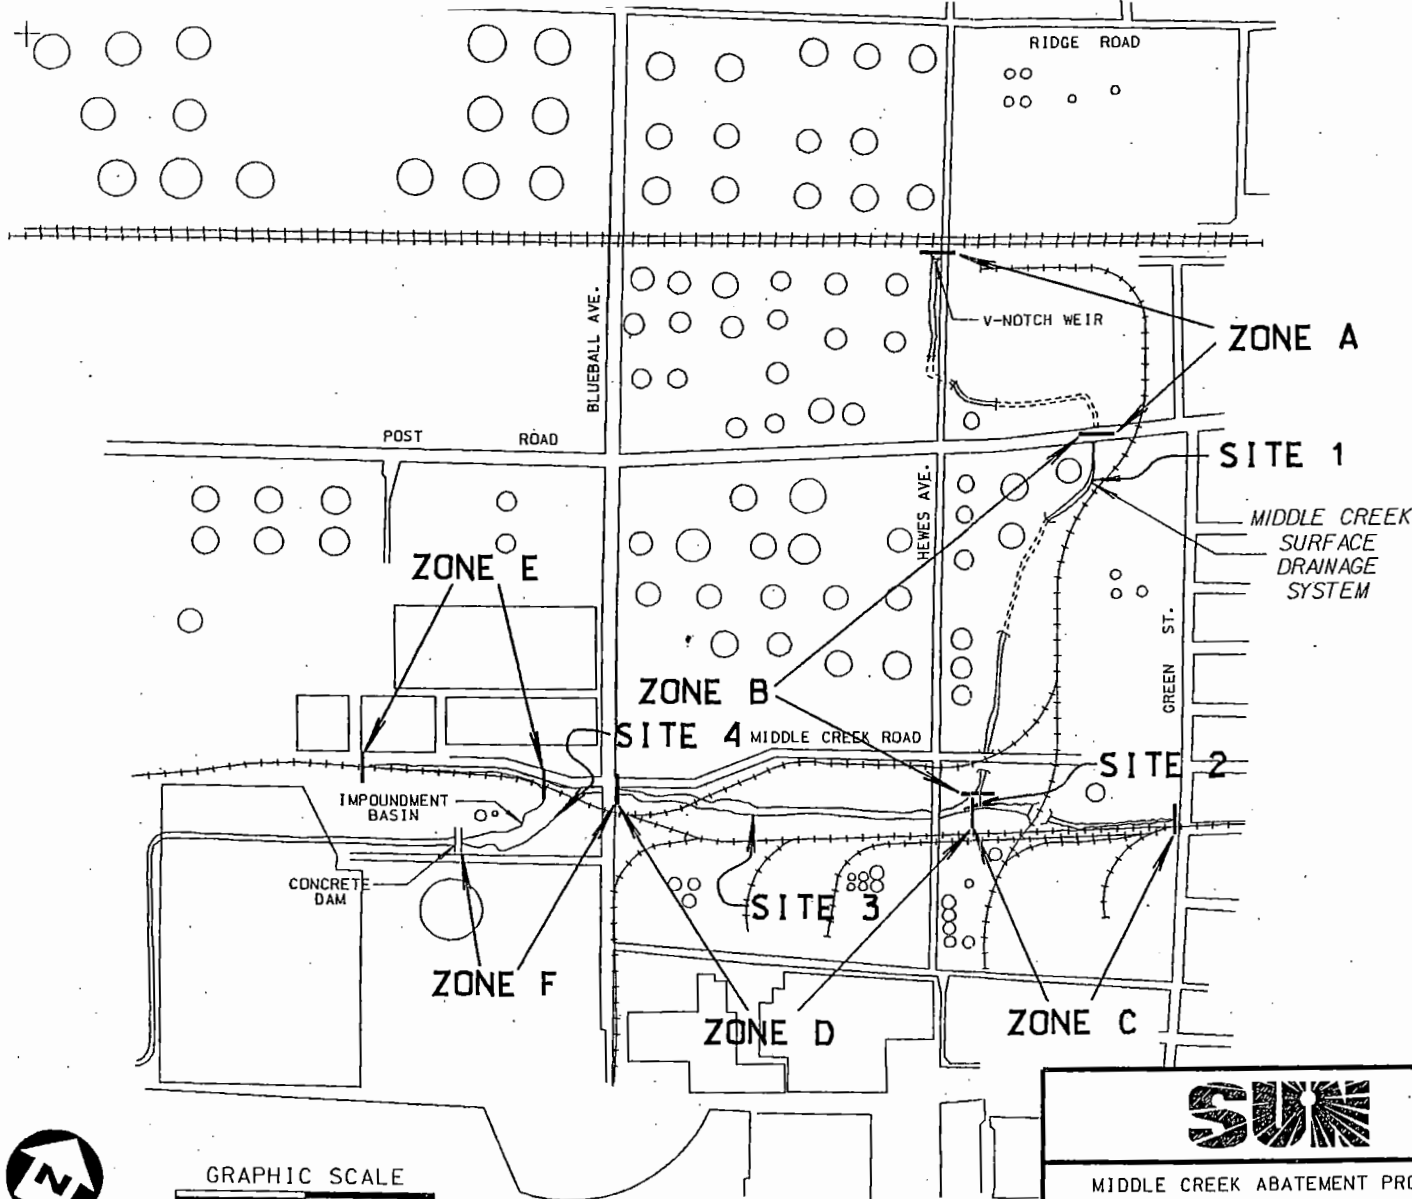 RIDGE ROAD
V-NOTCH WEIR
ZONE A
BLUEBALL AVE.
POST ROAD
SITE 1
HEWES AVE.
MIDDLE CREEK
SURFACE
DRAINAGE
SYSTEM
ZONE E
GREEN ST.
ZONE B
SITE 4
MIDDLE CREEK ROAD
SITE 2
IMPOUNDMENT
BASIN
CONCRETE
DAM
SITE 3
ZONE F
ZONE D
ZONE C
SUN
N
GRAPHIC SCALE
MIDDLE CREEK ABATEMENT